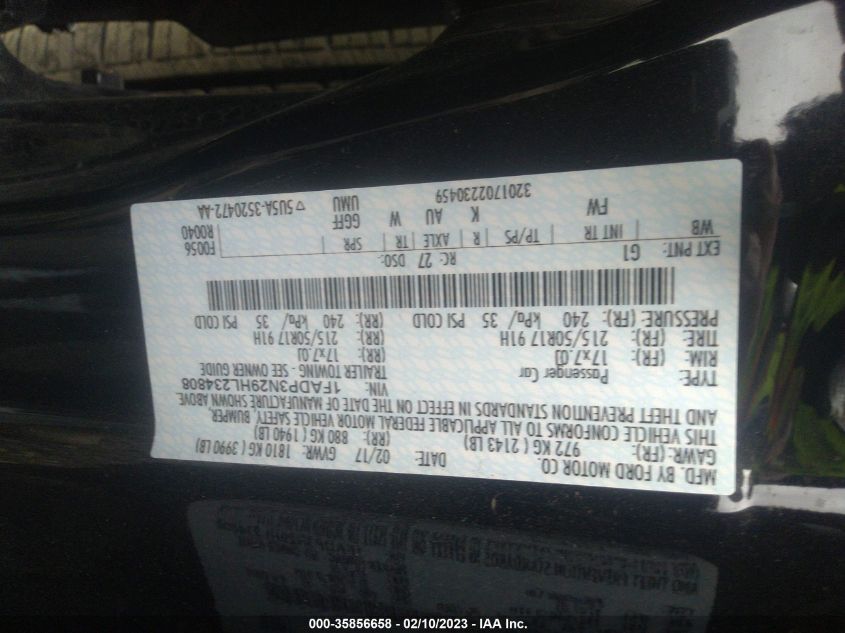 MFD. BY FORD MOTOR CO.
DATE: 02/17 GVWR: 1810 KG ( 3990 LB)
GAWR: (FR): 972 KG ( 2143 LB) (RR): 880 KG ( 1940 LB)
THIS VEHICLE CONFORMS TO ALL APPLICABLE FEDERAL MOTOR VEHICLE SAFETY, BUMPER,
AND THEFT PREVENTION STANDARDS IN EFFECT ON THE DATE OF MANUFACTURE SHOWN ABOVE.
VIN: 1FADP3N29HL234808
TYPE: Passenger Car TRAILER TOWING - SEE OWNER GUIDE
RIM: (FR): 17x7.0J (RR): 17x7.0J
TIRE: (FR): 215/50R17 91H (RR): 215/50R17 91H
PRESSURE: (FR): 240 kPa/ 35 PSI COLD (RR): 240 kPa/ 35 PSI COLD
EXT PNT: G1 RC: 27 DSO: F0056
WB INT TR TP/PS R AXLE TR SPR R0040
FW K AU W GGFF
UMU
3201702230459 ▽5U5A-3520472-AA
000-35856658 - 02/10/2023 - IAA Inc.